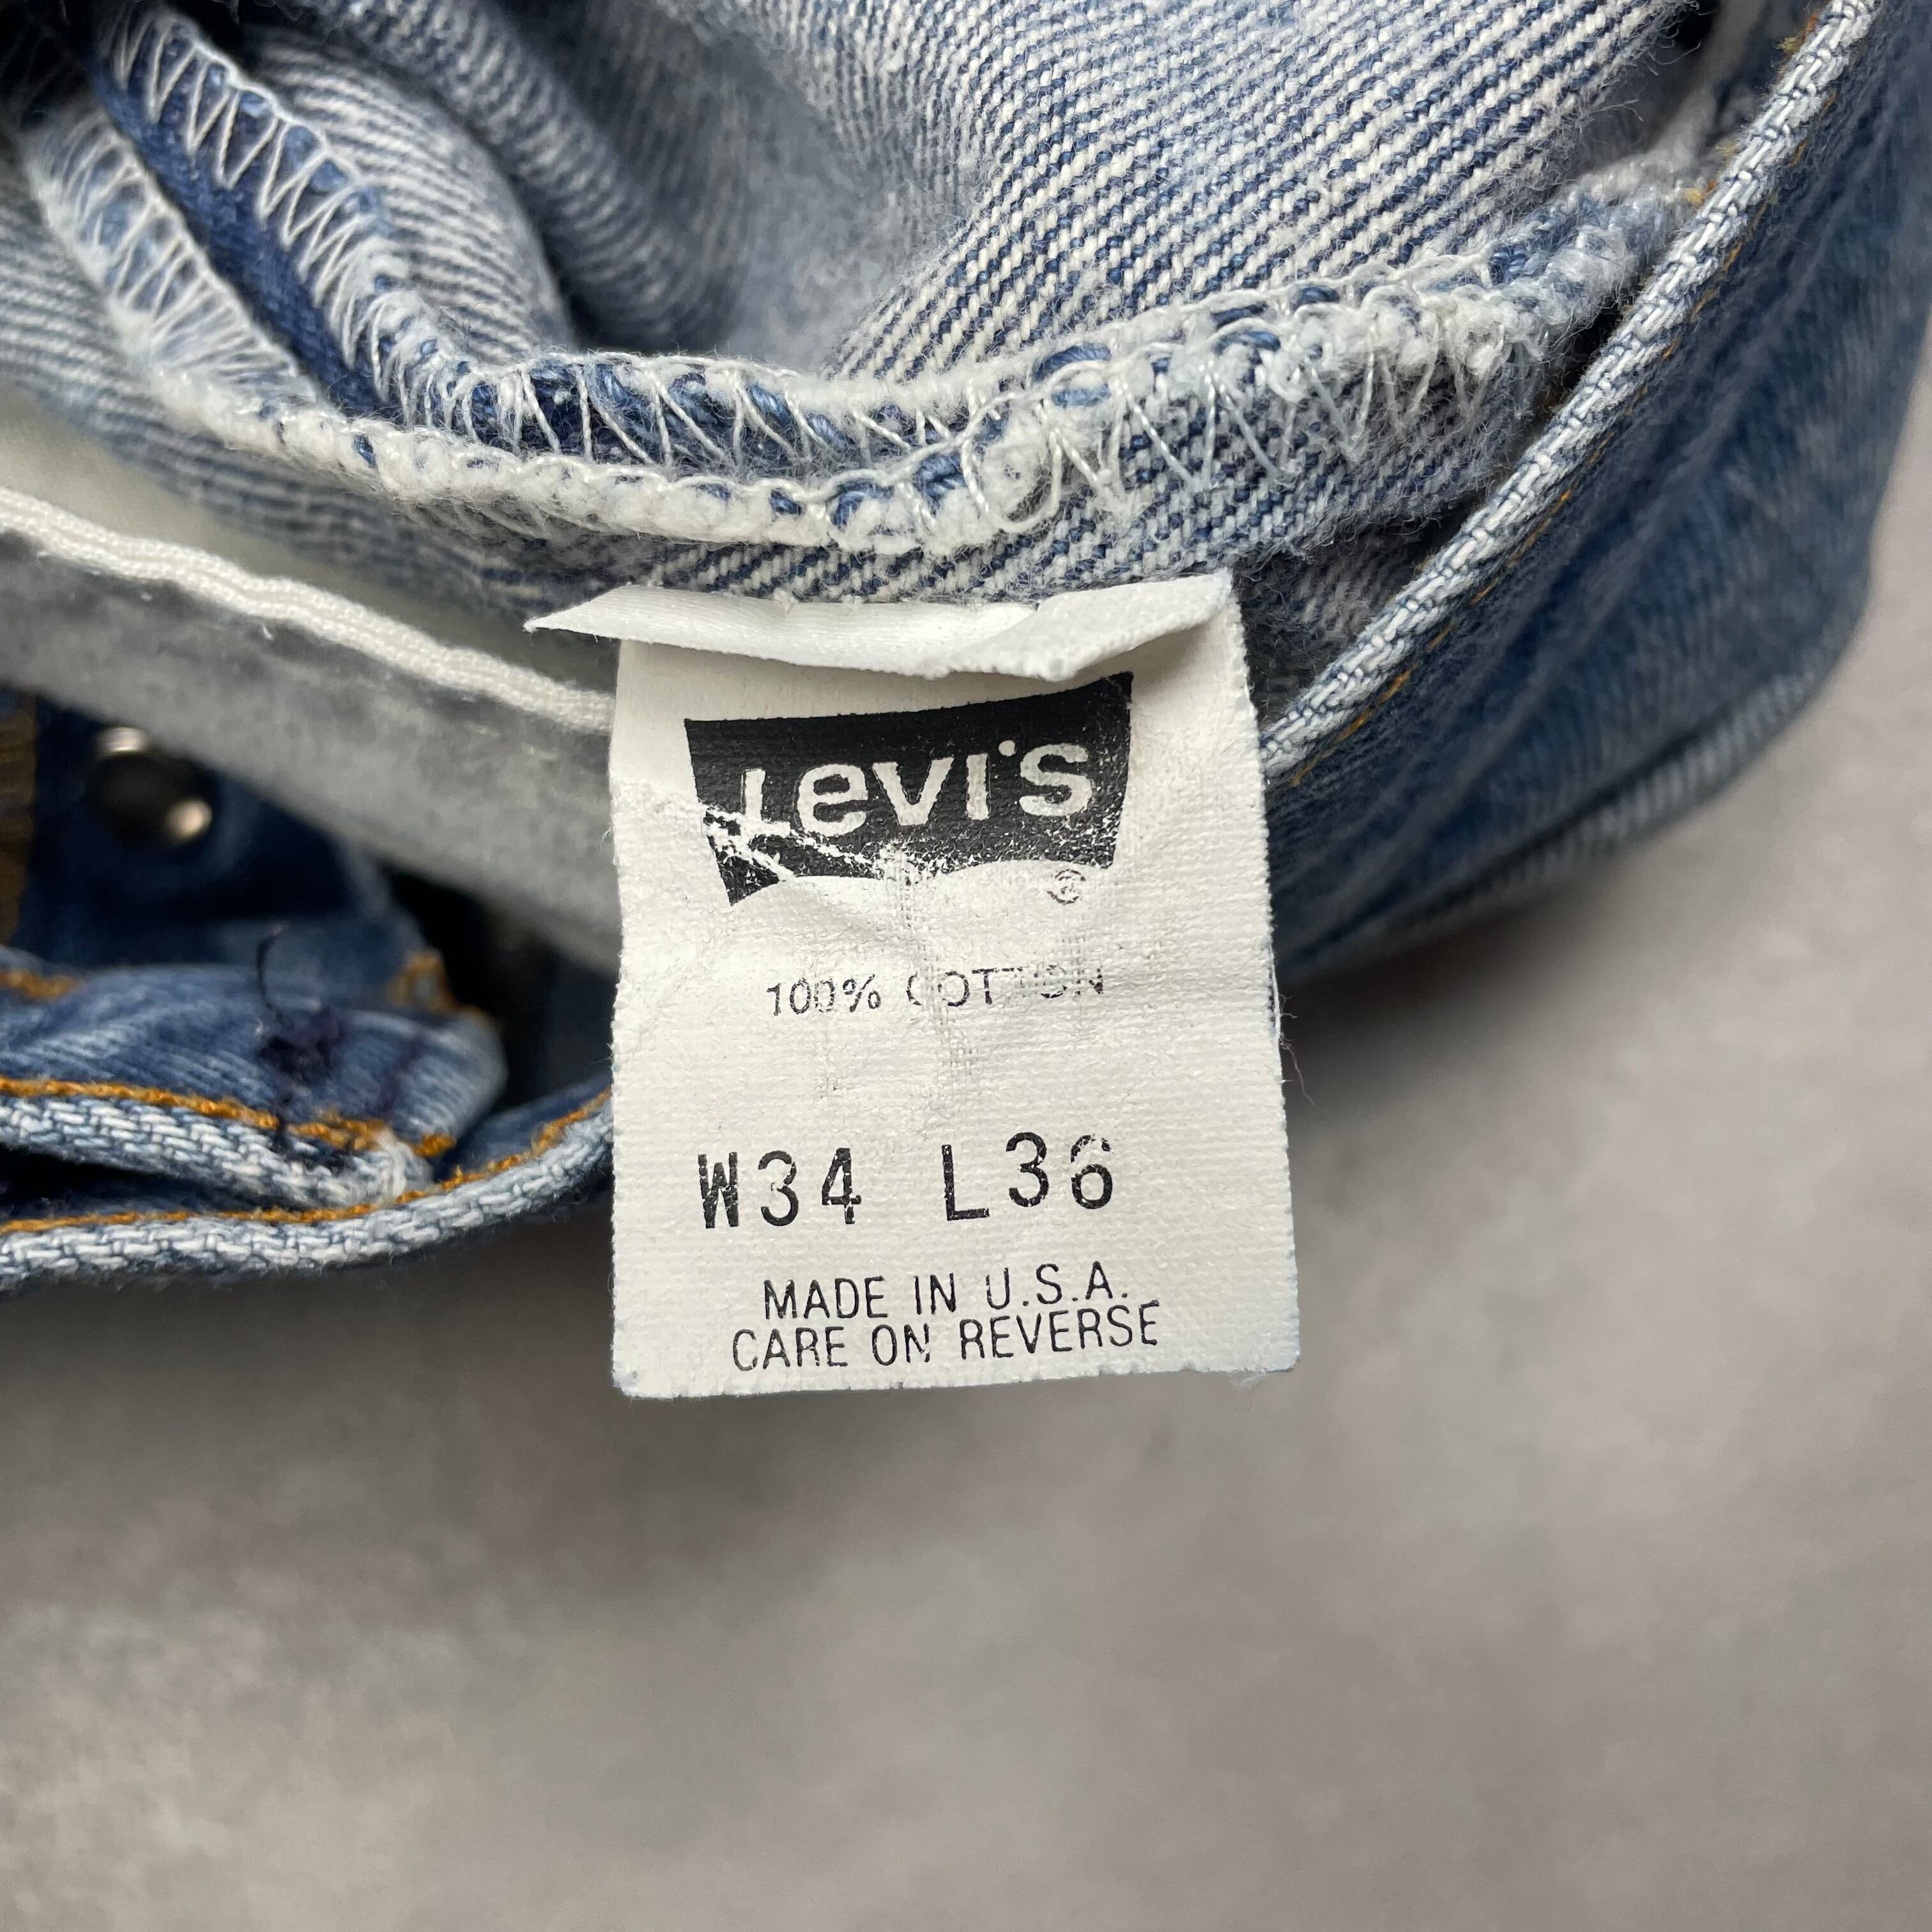 Levi's ®
100% COTTON
W34 L36
MADE IN U.S.A.
CARE ON REVERSE